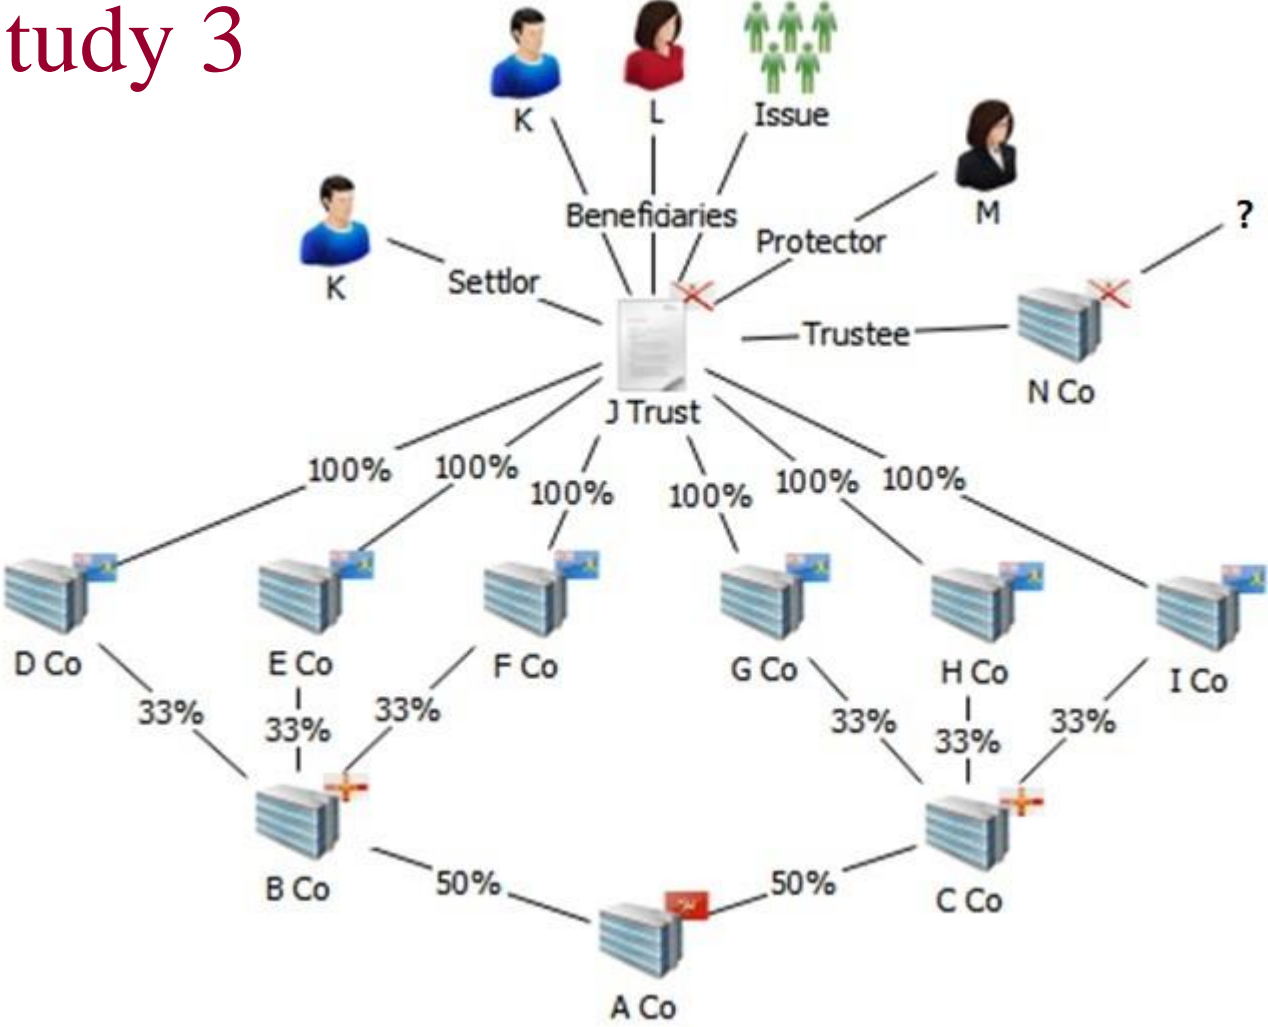 tudy 3
K
L
Issue
M
?
K
Beneficiaries
Protector
Settlor
Trustee
N Co
J Trust
100%
100%
100%
100%
100%
100%
D Co
E Co
F Co
G Co
H Co
I Co
33%
33%
33%
33%
33%
33%
B Co
C Co
50%
50%
A Co